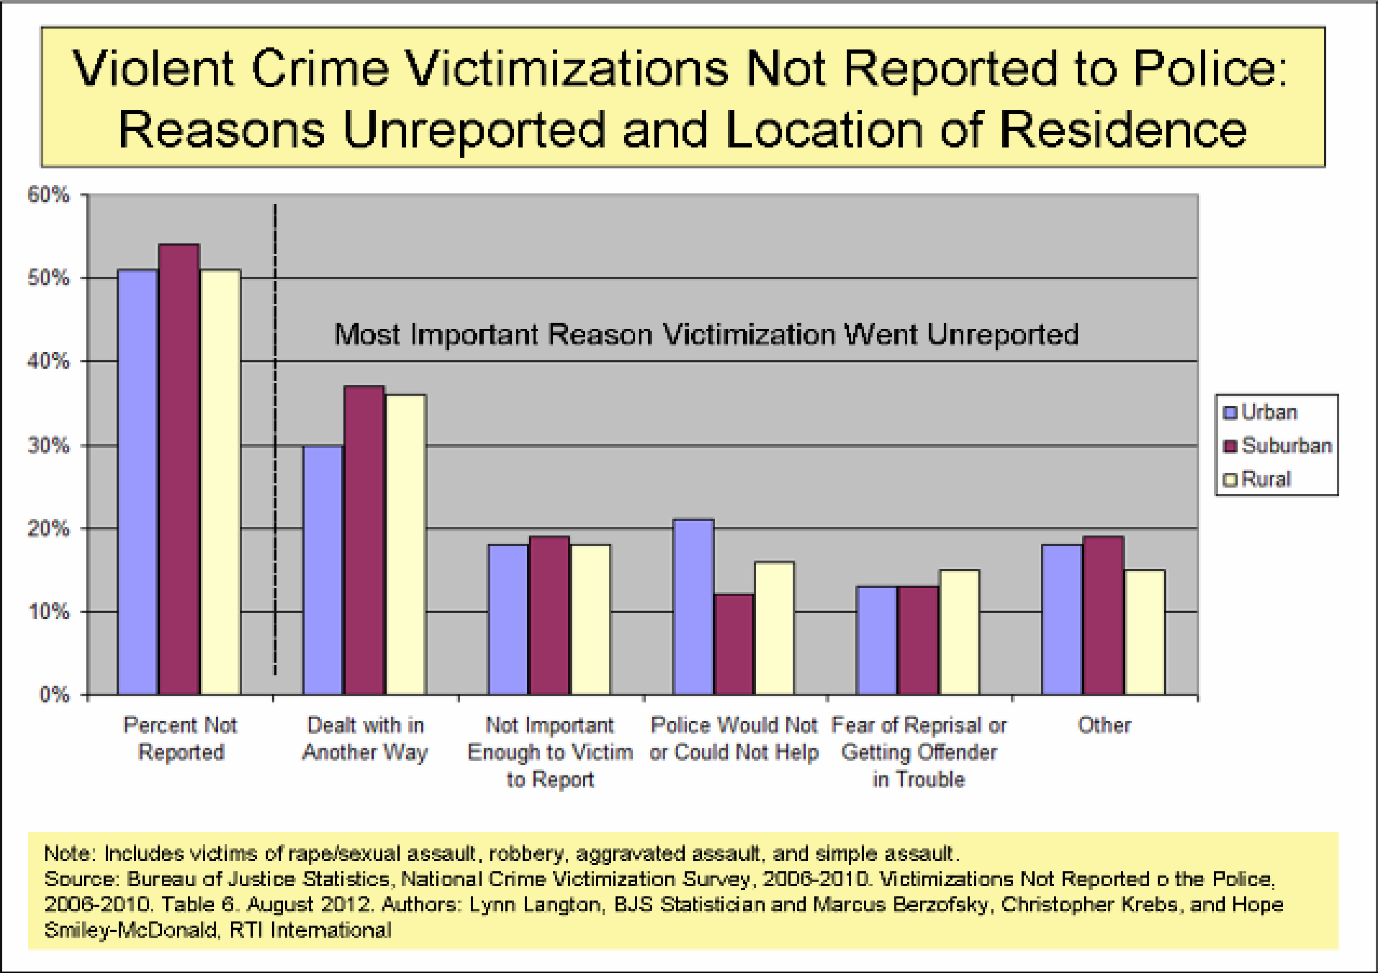 Violent Crime Victimizations Not Reported to Police:
Reasons Unreported and Location of Residence
60%
50%
40%
30%
20%
10%
0%
Most Important Reason Victimization Went Unreported
Urban
Suburban
Rural
Percent Not
Reported
Dealt with in
Another Way
Not Important
Enough to Victim
to Report
Police Would Not
or Could Not Help
Fear of Reprisal or
Getting Offender
in Trouble
Other
Note: Includes victims of rape/sexual assault, robbery, aggravated assault, and simple assault.
Source: Bureau of Justice Statistics, National Crime Victimization Survey, 2006-2010. Victimizations Not Reported o the Police,
2006-2010. Table 6. August 2012. Authors: Lynn Langton, BJS Statistician and Marcus Berzofsky, Christopher Krebs, and Hope
Smiley-McDonald, RTI International